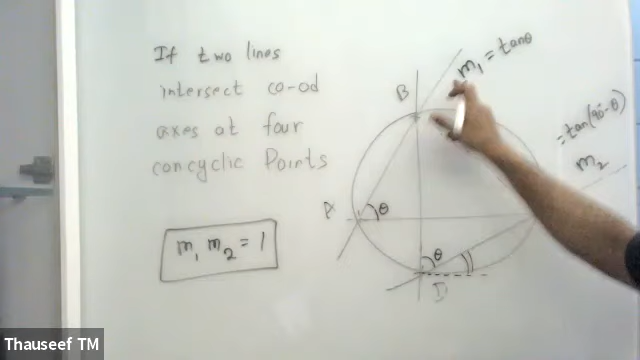 If two lines
intersect co-od
axes at four
concyclic Points
m₁ m₂ = 1
B
m₁ = tanθ
= tan(90-θ)
m₂
A
θ
θ
D
Thauseef TM